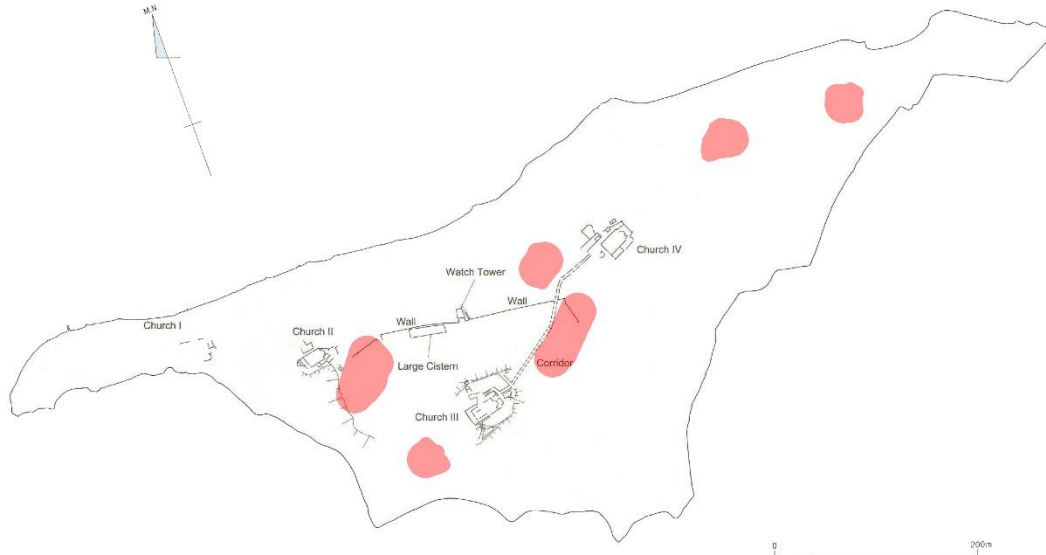 M.N.
Church IV
Watch Tower
Wall
Church I
Church II
Wall
Large Cistern
Corridor
Church III
0
200m